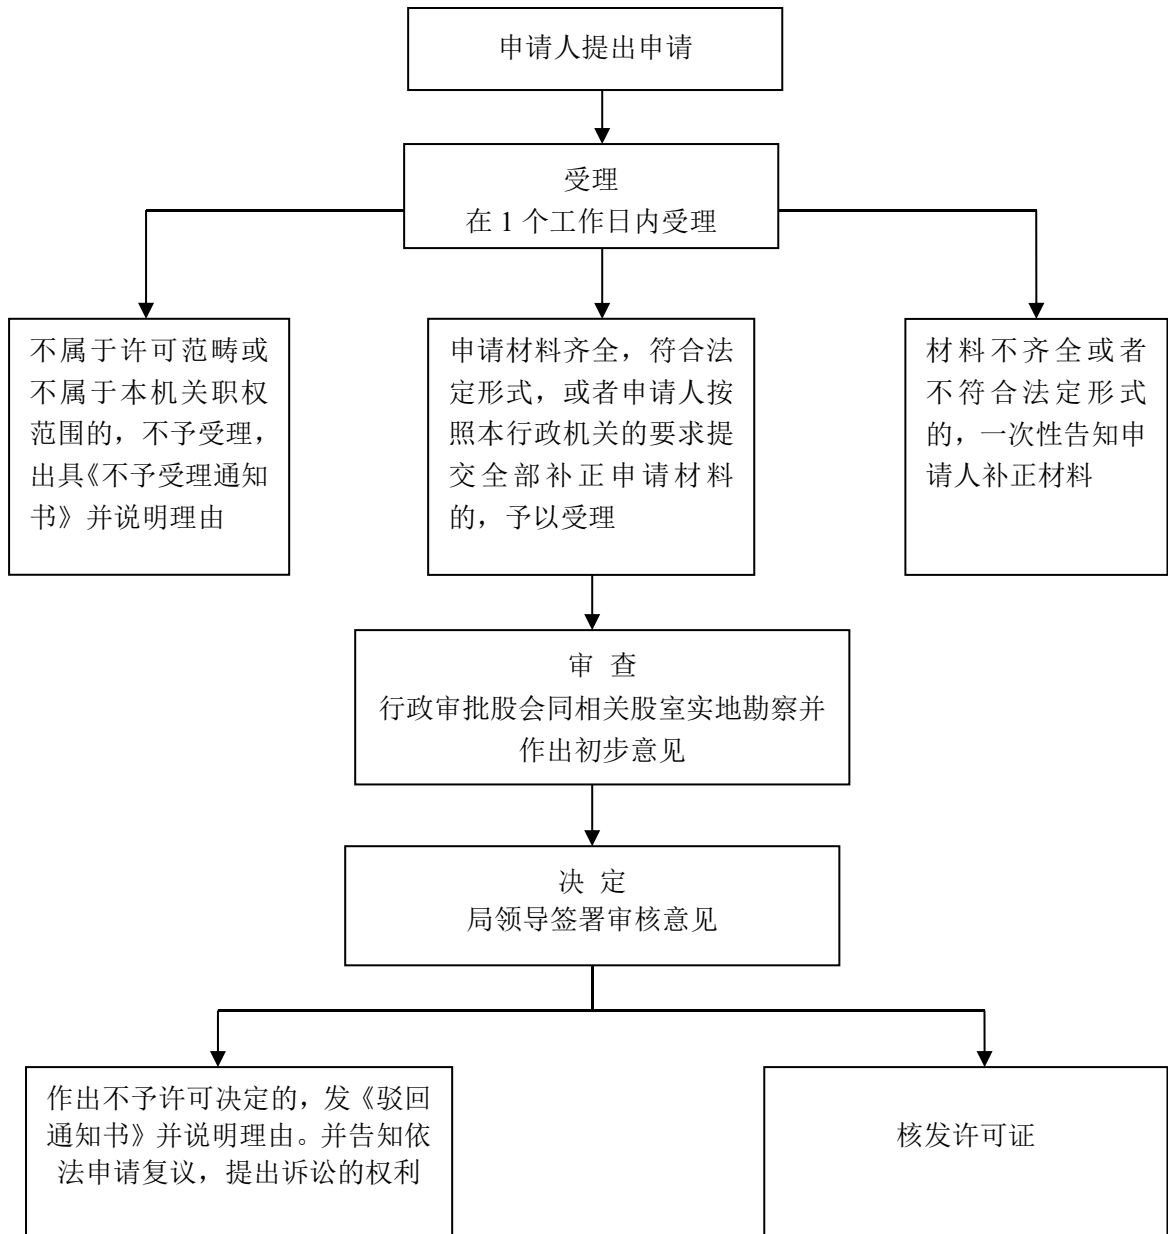 申请人提出申请
受理
在 1 个工作日内受理
不属于许可范畴或
不属于本机关职权
范围的，不予受理，
出具《不予受理通知
书》并说明理由
申请材料齐全，符合法
定形式，或者申请人按
照本行政机关的要求提
交全部补正申请材料
的，予以受理
材料不齐全或者
不符合法定形式
的，一次性告知申
请人补正材料
审 查
行政审批股会同相关股室实地勘察并
作出初步意见
决 定
局领导签署审核意见
作出不予许可决定的，发《驳回
通知书》并说明理由。并告知依
法申请复议，提出诉讼的权利
核发许可证